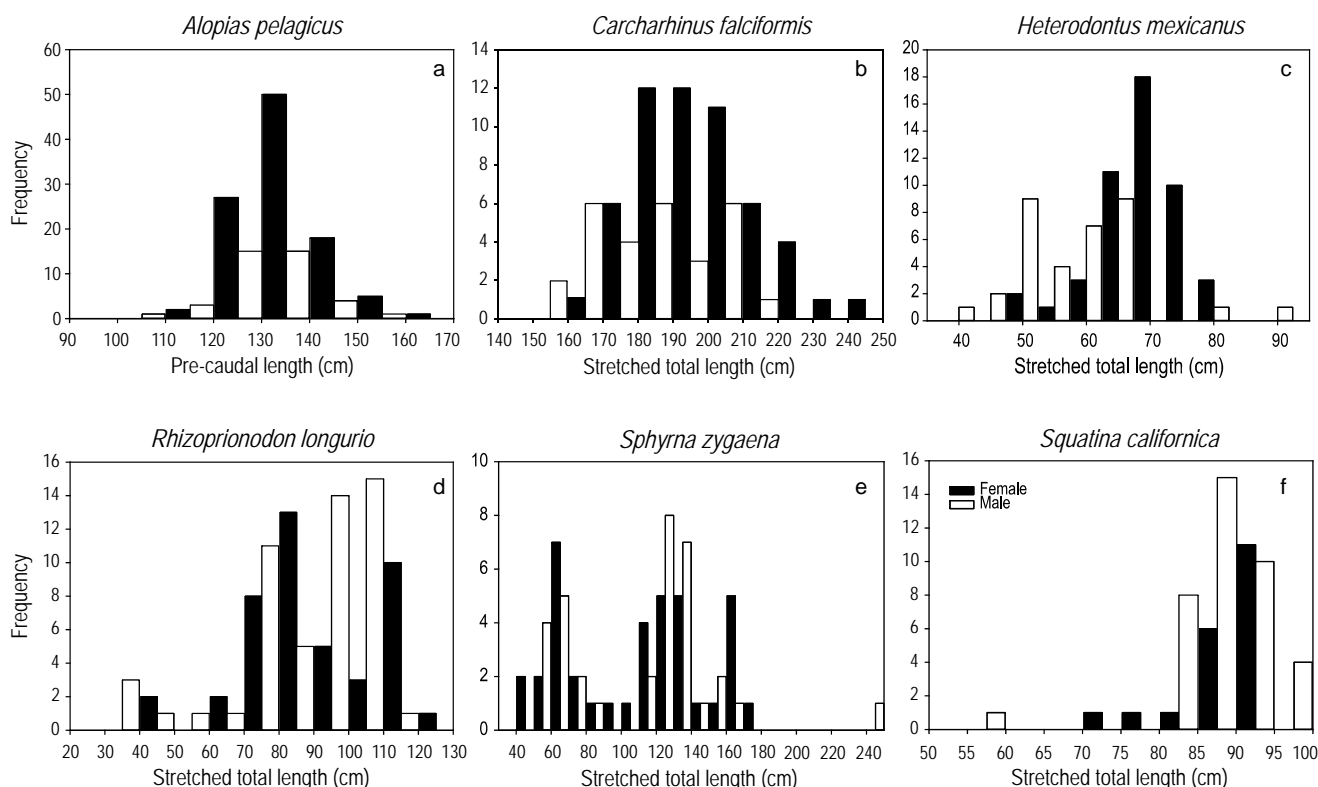 Alopias pelagicus
Carcharhinus falciformis
Heterodontus mexicanus
a
b
c
60
50
40
30
20
10
0
Frequency
90 100 110 120 130 140 150 160 170
Pre-caudal length (cm)
14
12
10
8
6
4
2
0
140 150 160 170 180 190 200 210 220 230 240 250
Stretched total length (cm)
20
18
16
14
12
10
8
6
4
2
0
40 50 60 70 80 90
Stretched total length (cm)
Rhizoprionodon longurio
Sphyrna zygaena
Squatina californica
d
e
f
16
14
12
10
8
6
4
2
0
Frequency
20 30 40 50 60 70 80 90 100 110 120 130
Stretched total length (cm)
10
8
6
4
2
0
40 60 80 100 120 140 160 180 200 220 240
Stretched total length (cm)
Female
Male
16
14
12
10
8
6
4
2
0
50 55 60 65 70 75 80 85 90 95 100
Stretched total length (cm)